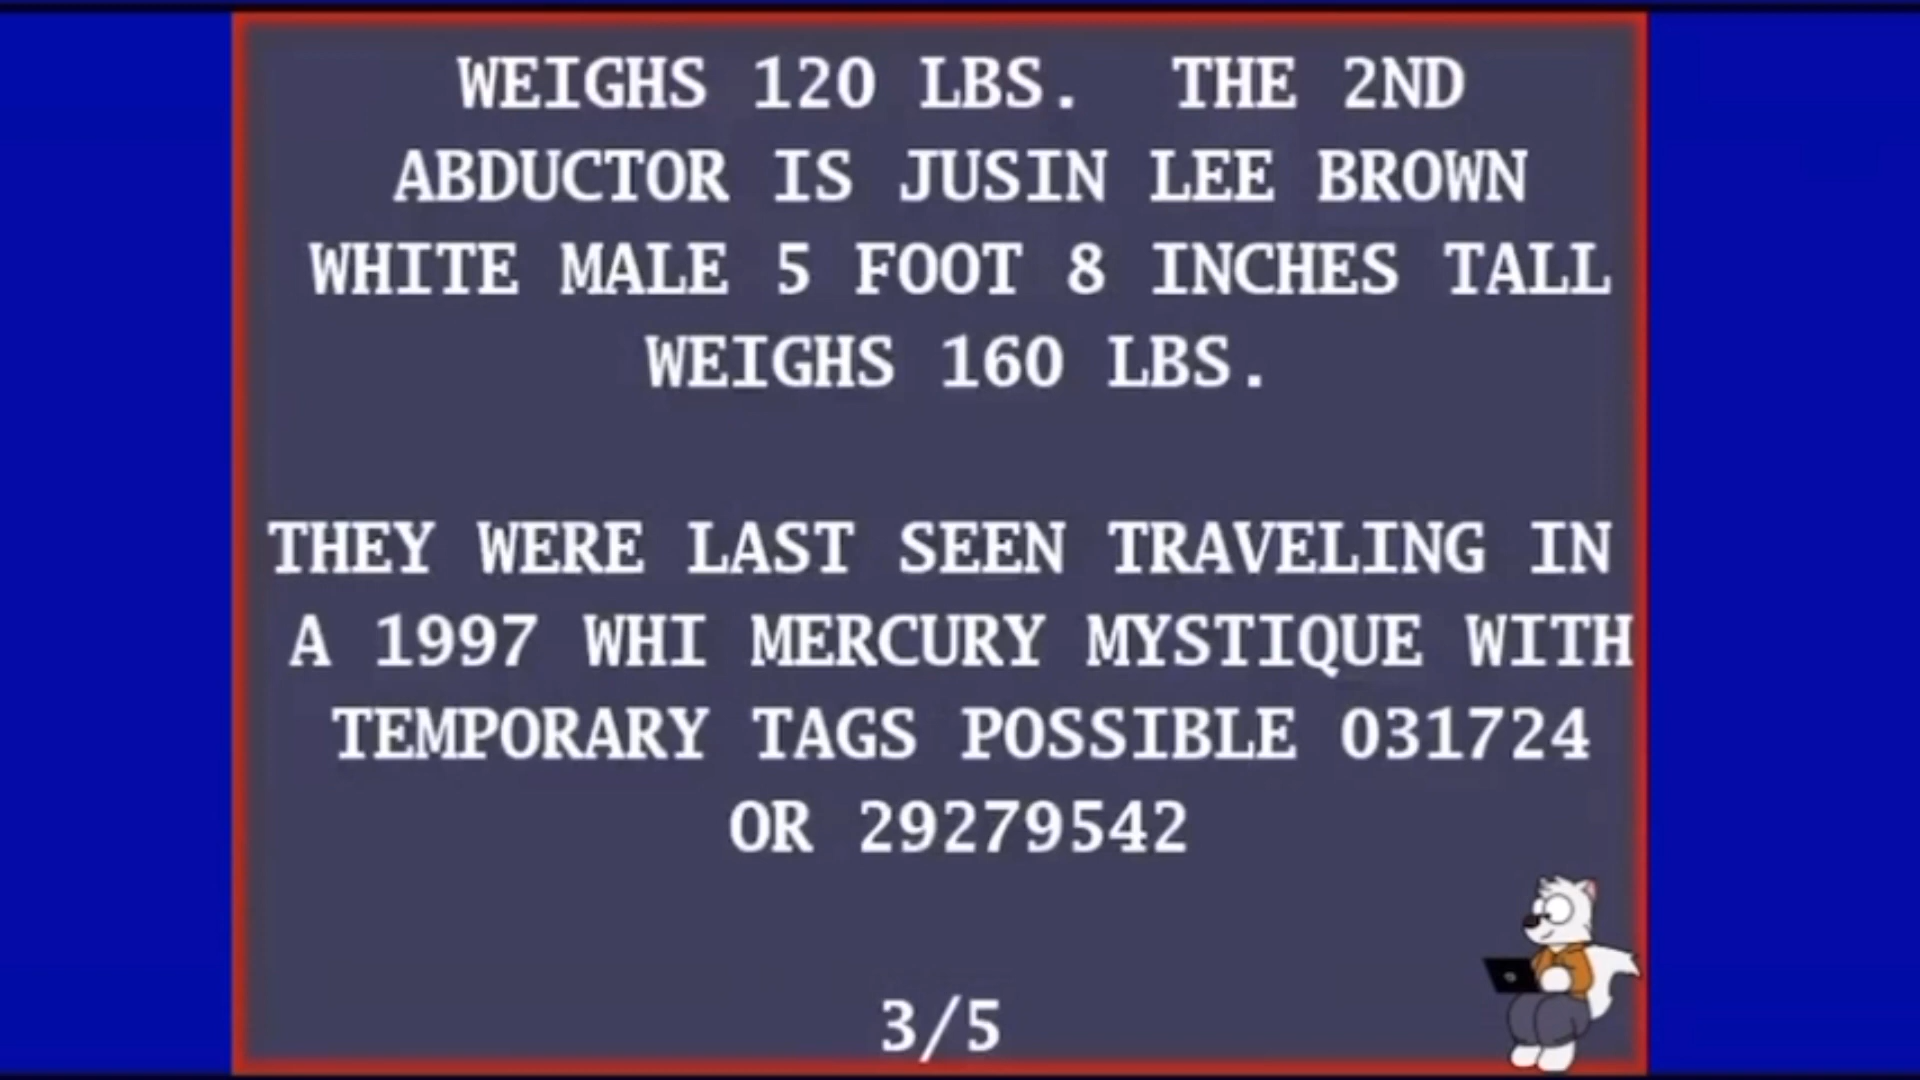 WEIGHS 120 LBS.  THE 2ND
ABDUCTOR IS JUSIN LEE BROWN
WHITE MALE 5 FOOT 8 INCHES TALL
WEIGHS 160 LBS.
THEY WERE LAST SEEN TRAVELING IN
A 1997 WHI MERCURY MYSTIQUE WITH
TEMPORARY TAGS POSSIBLE 031724
OR 29279542
3/5